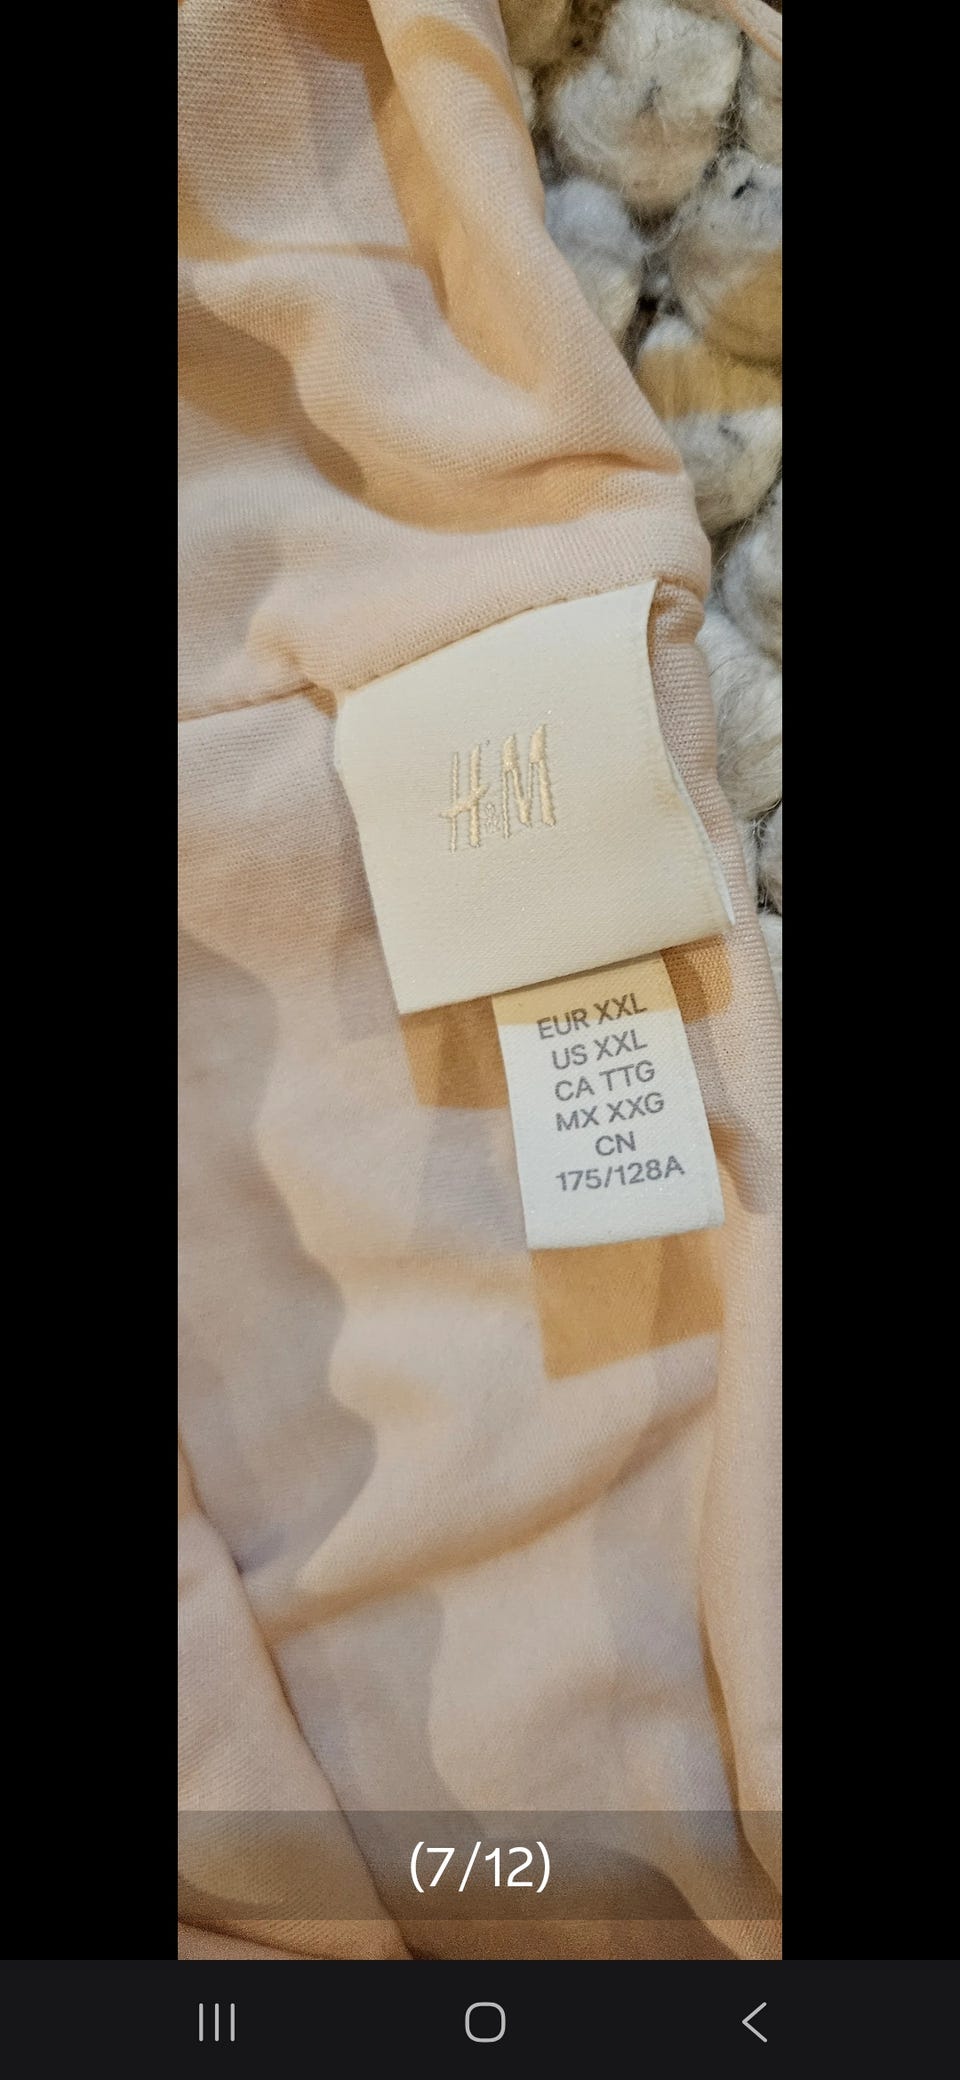 H&M
EUR XXL
US XXL
CA TTG
MX XXG
CN
175/128A
(7/12)